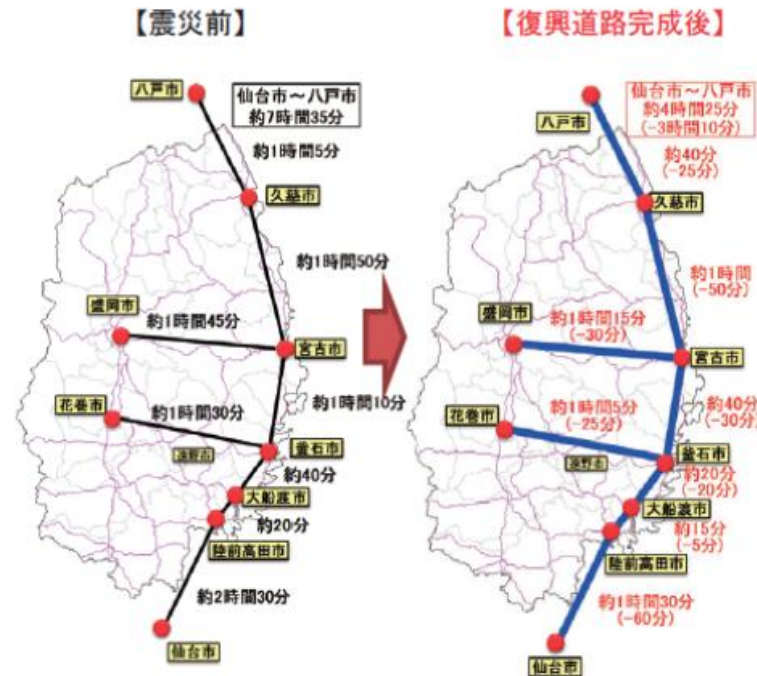 【震災前】
八戸市
仙台市～八戸市
約7時間35分
約1時間5分
久慈市
約1時間50分
盛岡市
約1時間45分
宮古市
花巻市
約1時間30分
約1時間10分
遠野市
釜石市
約40分
大船渡市
約20分
陸前高田市
約2時間30分
仙台市
【復興道路完成後】
仙台市～八戸市
約4時間25分
(-3時間10分)
八戸市
約40分
(-25分)
久慈市
約1時間
(-50分)
盛岡市
約1時間15分
(-30分)
宮古市
花巻市
約1時間5分
(-25分)
約40分
(-30分)
遠野市
釜石市
約20分
(-20分)
大船渡市
約15分
(-5分)
陸前高田市
約1時間30分
(-60分)
仙台市